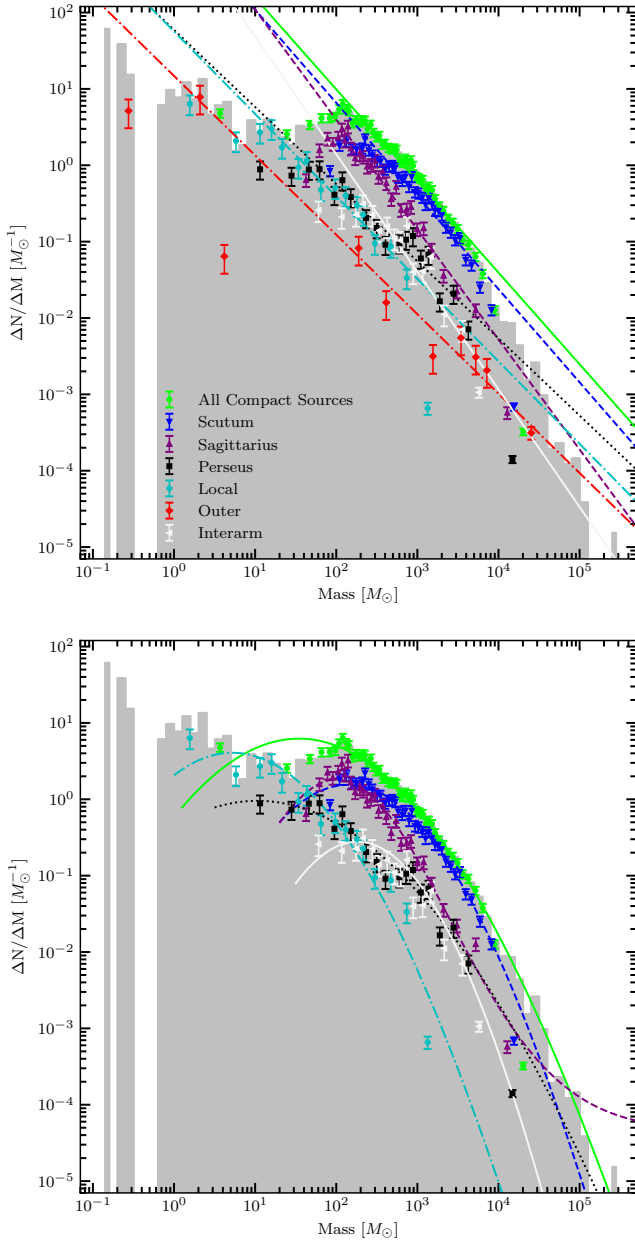 10^2
10^1
10^0
10^-1
10^-2
10^-3
10^-4
10^-5
ΔN/ΔM [M_⊙^-1]
All Compact Sources
Scutum
Sagittarius
Perseus
Local
Outer
Interarm
10^-1 10^0 10^1 10^2 10^3 10^4 10^5
Mass [M_⊙]
10^2
10^1
10^0
10^-1
10^-2
10^-3
10^-4
10^-5
ΔN/ΔM [M_⊙^-1]
10^-1 10^0 10^1 10^2 10^3 10^4 10^5
Mass [M_⊙]